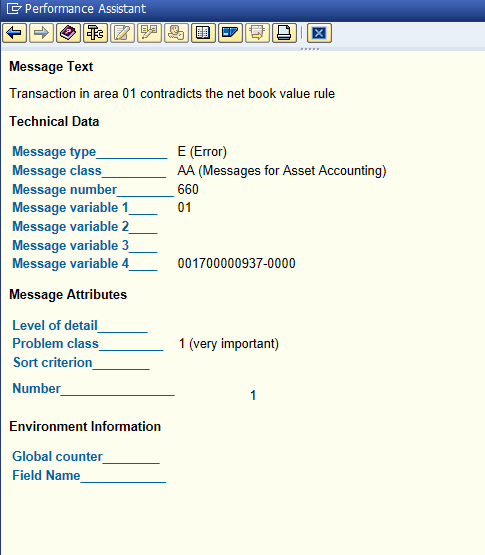 Performance Assistant
Message Text
Transaction in area 01 contradicts the net book value rule
Technical Data
Message type__________ E (Error)
Message class_________ AA (Messages for Asset Accounting)
Message number________ 660
Message variable 1____ 01
Message variable 2____
Message variable 3____
Message variable 4____ 001700000937-0000
Message Attributes
Level of detail_______
Problem class_________ 1 (very important)
Sort criterion________
Number________________ 1
Environment Information
Global counter________
Field Name____________